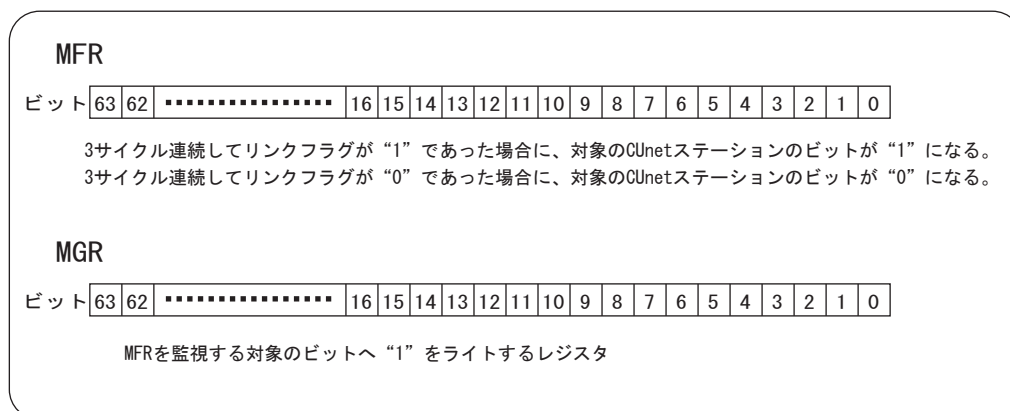 MFR
ビット 63 62 ▪▪▪▪▪▪▪▪▪▪▪▪▪▪▪▪ 16 15 14 13 12 11 10 9 8 7 6 5 4 3 2 1 0
3サイクル連続してリンクフラグが“1”であった場合に、対象のCUnetステーションのビットが“1”になる。
3サイクル連続してリンクフラグが“0”であった場合に、対象のCUnetステーションのビットが“0”になる。
MGR
ビット 63 62 ▪▪▪▪▪▪▪▪▪▪▪▪▪▪▪▪ 16 15 14 13 12 11 10 9 8 7 6 5 4 3 2 1 0
MFRを監視する対象のビットへ“1”をライトするレジスタ